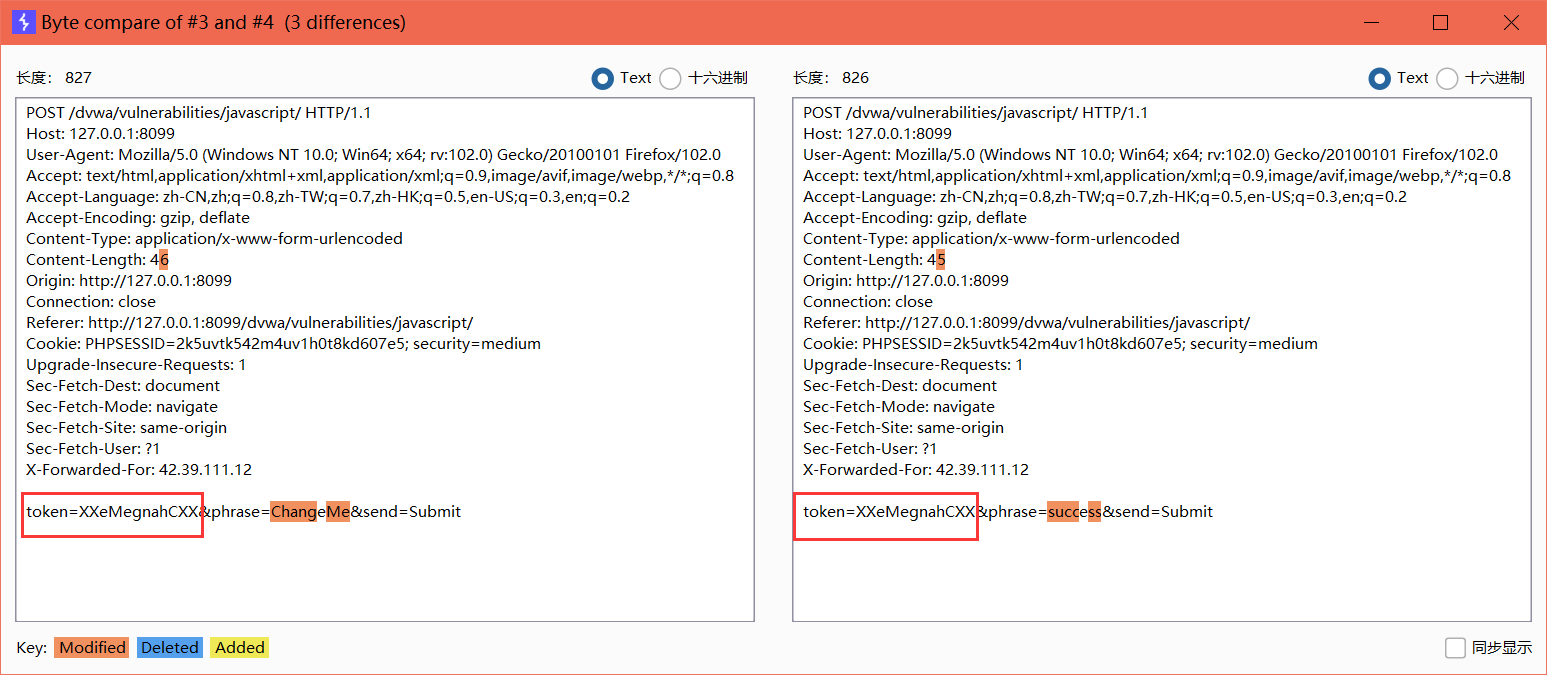 Byte compare of #3 and #4  (3 differences)
长度： 827
Text 十六进制
POST /dvwa/vulnerabilities/javascript/ HTTP/1.1
Host: 127.0.0.1:8099
User-Agent: Mozilla/5.0 (Windows NT 10.0; Win64; x64; rv:102.0) Gecko/20100101 Firefox/102.0
Accept: text/html,application/xhtml+xml,application/xml;q=0.9,image/avif,image/webp,*/*;q=0.8
Accept-Language: zh-CN,zh;q=0.8,zh-TW;q=0.7,zh-HK;q=0.5,en-US;q=0.3,en;q=0.2
Accept-Encoding: gzip, deflate
Content-Type: application/x-www-form-urlencoded
Content-Length: 46
Origin: http://127.0.0.1:8099
Connection: close
Referer: http://127.0.0.1:8099/dvwa/vulnerabilities/javascript/
Cookie: PHPSESSID=2k5uvtk542m4uv1h0t8kd607e5; security=medium
Upgrade-Insecure-Requests: 1
Sec-Fetch-Dest: document
Sec-Fetch-Mode: navigate
Sec-Fetch-Site: same-origin
Sec-Fetch-User: ?1
X-Forwarded-For: 42.39.111.12
token=XXeMegnahCXX&phrase=ChangeMe&send=Submit
长度： 826
Text 十六进制
POST /dvwa/vulnerabilities/javascript/ HTTP/1.1
Host: 127.0.0.1:8099
User-Agent: Mozilla/5.0 (Windows NT 10.0; Win64; x64; rv:102.0) Gecko/20100101 Firefox/102.0
Accept: text/html,application/xhtml+xml,application/xml;q=0.9,image/avif,image/webp,*/*;q=0.8
Accept-Language: zh-CN,zh;q=0.8,zh-TW;q=0.7,zh-HK;q=0.5,en-US;q=0.3,en;q=0.2
Accept-Encoding: gzip, deflate
Content-Type: application/x-www-form-urlencoded
Content-Length: 45
Origin: http://127.0.0.1:8099
Connection: close
Referer: http://127.0.0.1:8099/dvwa/vulnerabilities/javascript/
Cookie: PHPSESSID=2k5uvtk542m4uv1h0t8kd607e5; security=medium
Upgrade-Insecure-Requests: 1
Sec-Fetch-Dest: document
Sec-Fetch-Mode: navigate
Sec-Fetch-Site: same-origin
Sec-Fetch-User: ?1
X-Forwarded-For: 42.39.111.12
token=XXeMegnahCXX&phrase=success&send=Submit
Key: Modified Deleted Added
同步显示